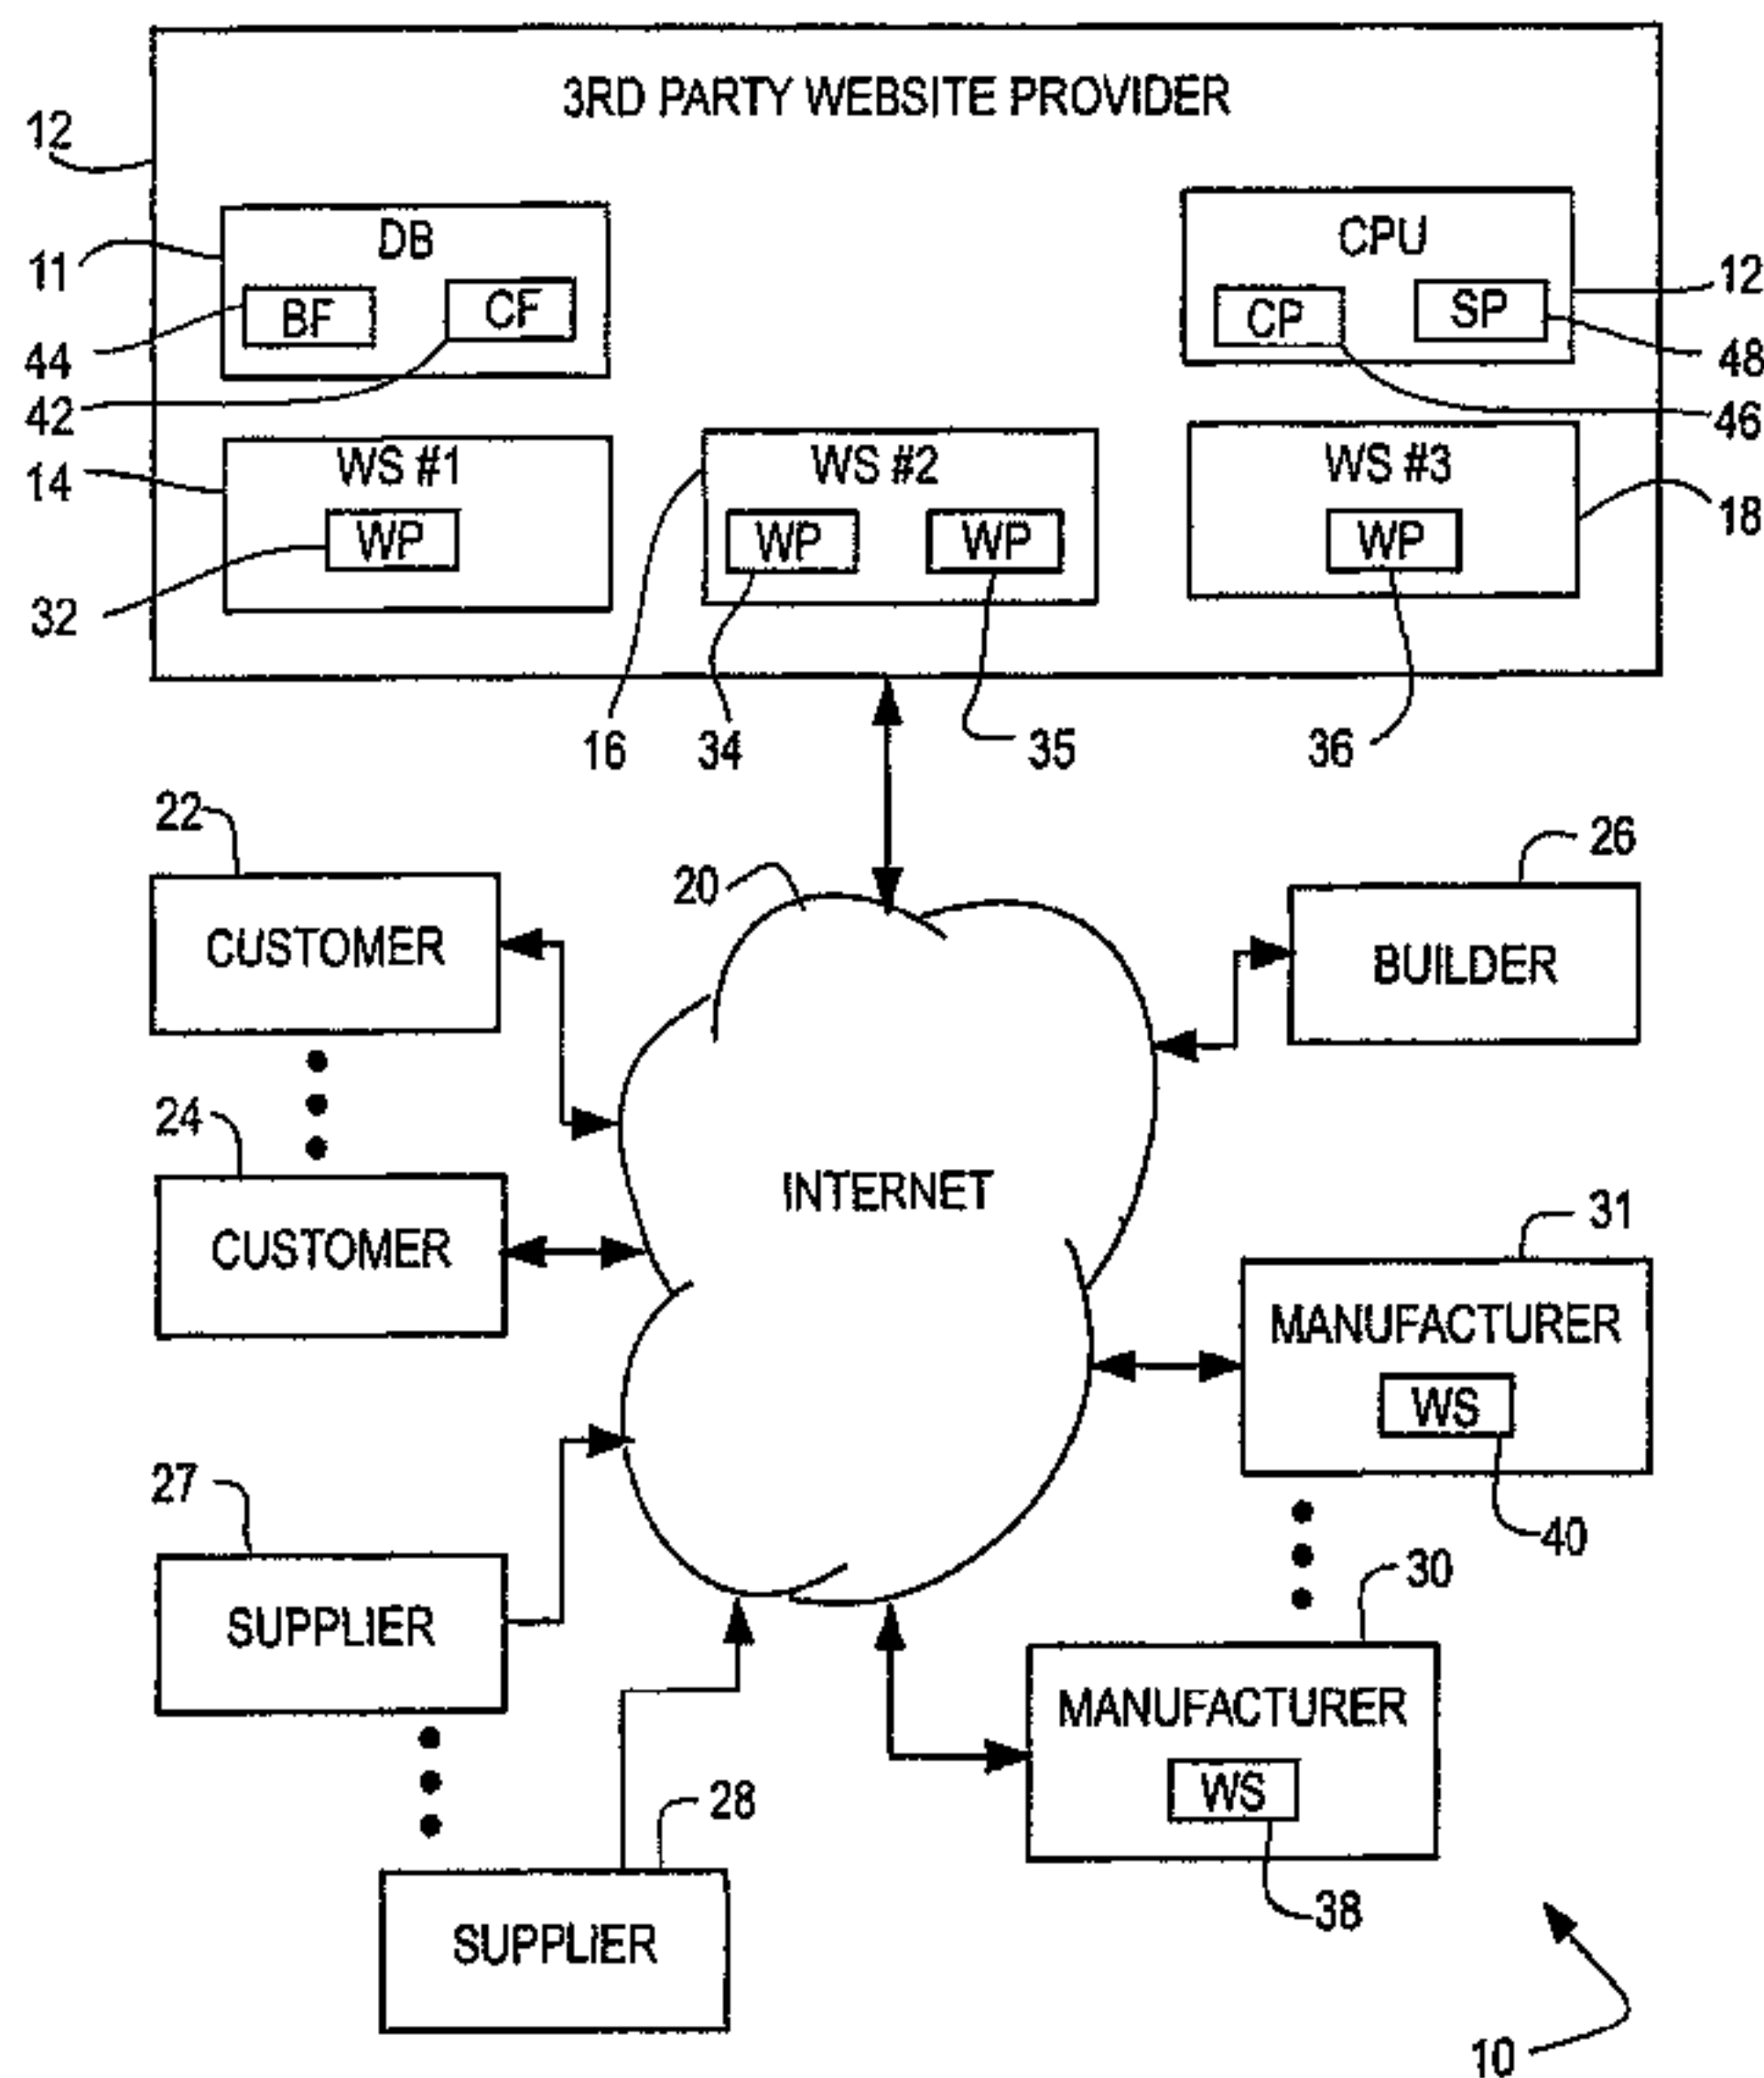 3RD PARTY WEBSITE PROVIDER
12
DB
CPU
11
BF
CF
CP
SP
12
44
48
42
46
WS #1
WS #2
WS #3
14
18
WP
WP
WP
WP
32
16
34
35
36
22
26
20
CUSTOMER
BUILDER
24
INTERNET
31
CUSTOMER
MANUFACTURER
WS
27
40
30
SUPPLIER
MANUFACTURER
WS
28
38
SUPPLIER
10